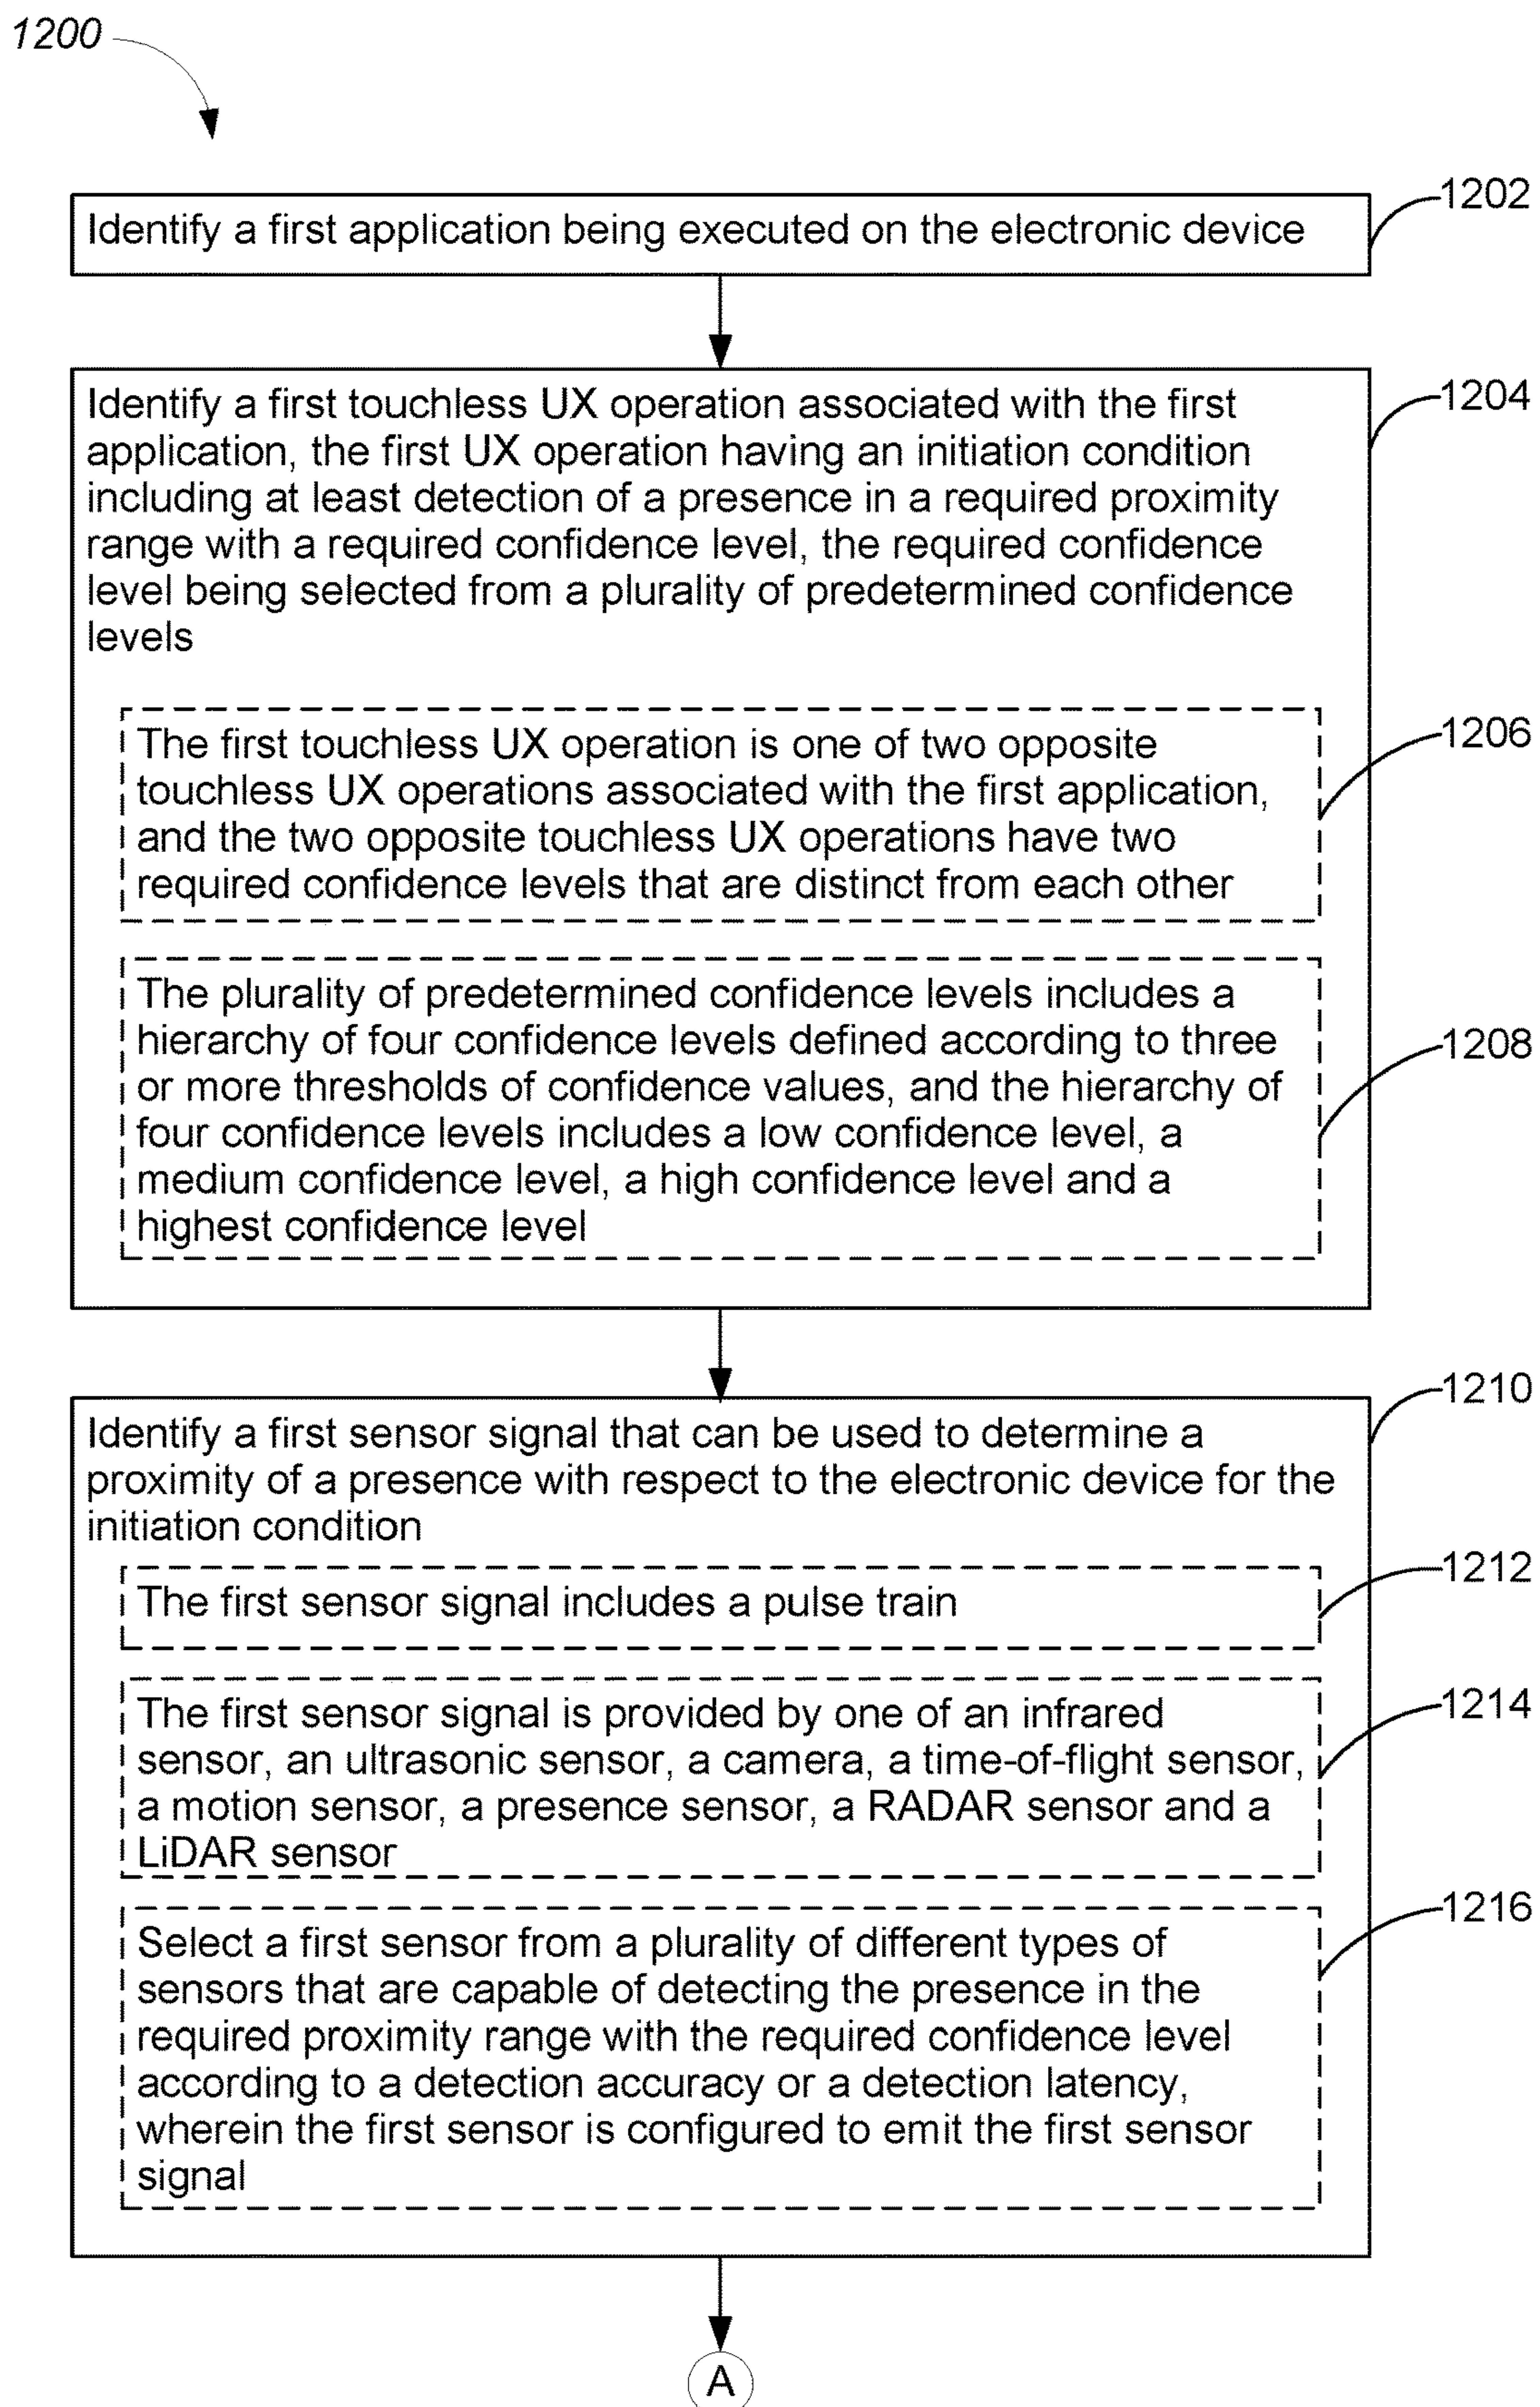 1200
1202
Identify a first application being executed on the electronic device
1204
Identify a first touchless UX operation associated with the first
application, the first UX operation having an initiation condition
including at least detection of a presence in a required proximity
range with a required confidence level, the required confidence
level being selected from a plurality of predetermined confidence
levels
1206
The first touchless UX operation is one of two opposite
touchless UX operations associated with the first application,
and the two opposite touchless UX operations have two
required confidence levels that are distinct from each other
1208
The plurality of predetermined confidence levels includes a
hierarchy of four confidence levels defined according to three
or more thresholds of confidence values, and the hierarchy of
four confidence levels includes a low confidence level, a
medium confidence level, a high confidence level and a
highest confidence level
1210
Identify a first sensor signal that can be used to determine a
proximity of a presence with respect to the electronic device for the
initiation condition
1212
The first sensor signal includes a pulse train
1214
The first sensor signal is provided by one of an infrared
sensor, an ultrasonic sensor, a camera, a time-of-flight sensor,
a motion sensor, a presence sensor, a RADAR sensor and a
LiDAR sensor
1216
Select a first sensor from a plurality of different types of
sensors that are capable of detecting the presence in the
required proximity range with the required confidence level
according to a detection accuracy or a detection latency,
wherein the first sensor is configured to emit the first sensor
signal
A